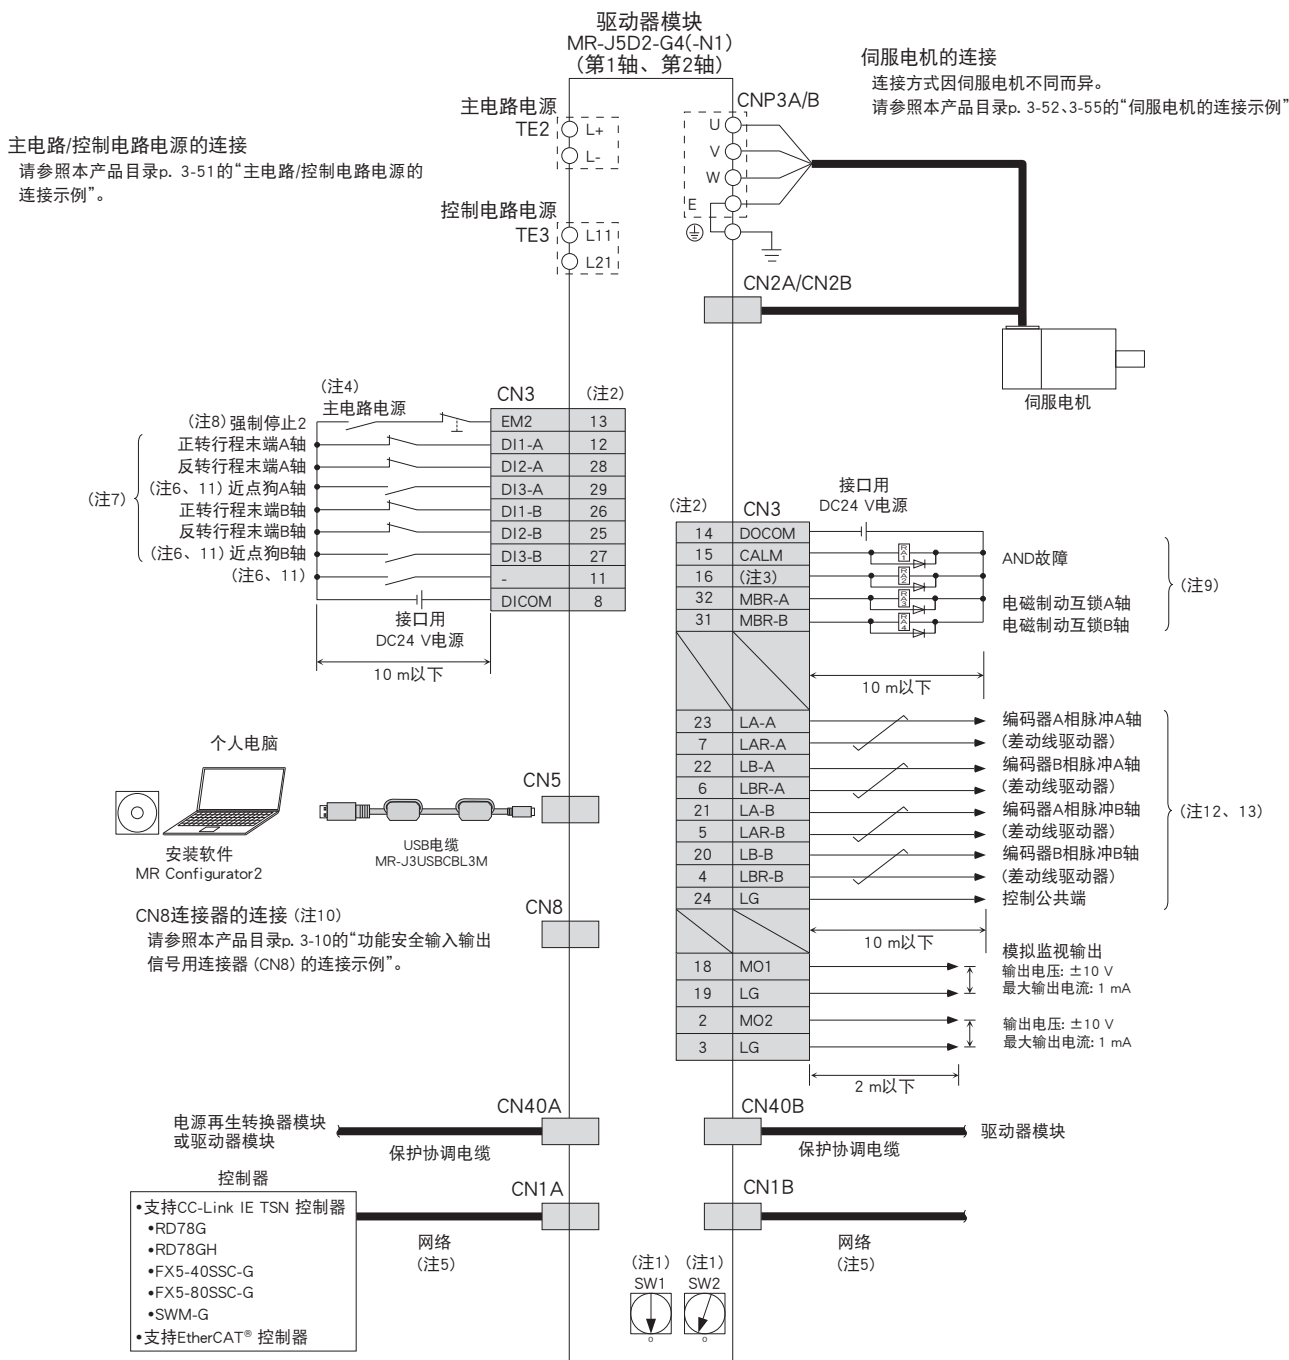 驱动器模块
MR-J5D2-G4(-N1)
(第1轴、第2轴)
伺服电机的连接
连接方式因伺服电机不同而异。
请参照本产品目录p. 3-52、3-55的“伺服电机的连接示例”
主电路/控制电路电源的连接
请参照本产品目录p. 3-51的“主电路/控制电路电源的
连接示例”。
主电路电源
TE2
L+
L-
控制电路电源
TE3
L11
L21
CNP3A/B
U
V
W
E
CN2A/CN2B
伺服电机
(注4)
主电路电源
CN3 (注2)
(注8) 强制停止2 EM2 13
正转行程末端A轴 DI1-A 12
反转行程末端A轴 DI2-A 28
(注6、11) 近点狗A轴 DI3-A 29
正转行程末端B轴 DI1-B 26
反转行程末端B轴 DI2-B 25
(注6、11) 近点狗B轴 DI3-B 27
(注6、11) - 11
DICOM 8
(注7)
接口用
DC24 V电源
10 m以下
接口用
DC24 V电源
(注2) CN3
14 DOCOM
15 CALM RA1 AND故障
16 (注3) RA2
32 MBR-A RA3 电磁制动互锁A轴
31 MBR-B RA4 电磁制动互锁B轴
(注9)
10 m以下
23 LA-A 编码器A相脉冲A轴
7 LAR-A (差动线驱动器)
22 LB-A 编码器B相脉冲A轴
6 LBR-A (差动线驱动器)
21 LA-B 编码器A相脉冲B轴
5 LAR-B (差动线驱动器)
20 LB-B 编码器B相脉冲B轴
4 LBR-B (差动线驱动器)
24 LG 控制公共端
(注12、13)
10 m以下
模拟监视输出
18 MO1 输出电压: ±10 V
19 LG 最大输出电流: 1 mA
2 MO2 输出电压: ±10 V
3 LG 最大输出电流: 1 mA
2 m以下
个人电脑
安装软件
MR Configurator2
USB电缆
MR-J3USBCBL3M
CN5
CN8连接器的连接 (注10)
请参照本产品目录p. 3-10的“功能安全输入输出
信号用连接器 (CN8) 的连接示例”。
CN8
电源再生转换器模块
或驱动器模块
保护协调电缆
CN40A
CN40B
保护协调电缆
驱动器模块
控制器
•支持CC-Link IE TSN 控制器
•RD78G
•RD78GH
•FX5-40SSC-G
•FX5-80SSC-G
•SWM-G
•支持EtherCAT® 控制器
CN1A
网络
(注5)
CN1B
网络
(注5)
(注1) (注1)
SW1 SW2
0 0